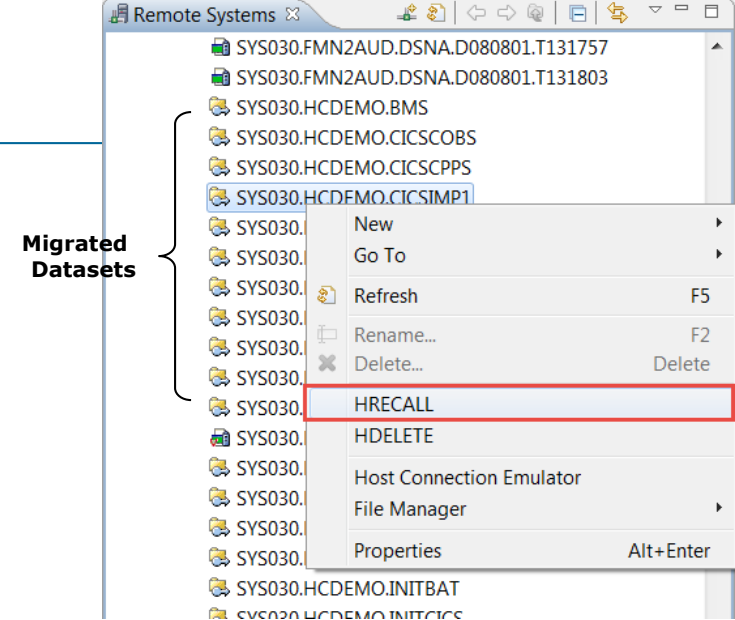 Remote Systems
SYS030.FMN2AUD.DSNA.D080801.T131757
SYS030.FMN2AUD.DSNA.D080801.T131803
SYS030.HCDEMO.BMS
SYS030.HCDEMO.CICSCOBS
SYS030.HCDEMO.CICSCPPS
SYS030.HCDEMO.CICSIMP1
Migrated
Datasets
SYS030.
SYS030.
SYS030.
SYS030.
SYS030.
SYS030.
SYS030.
SYS030.
SYS030.
SYS030.
SYS030.
SYS030.
New
Go To
Refresh F5
Rename... F2
Delete... Delete
HRECALL
HDELETE
Host Connection Emulator
File Manager
Properties Alt+Enter
SYS030.HCDEMO.INITBAT
SYS030.HCDEMO.INITCICS